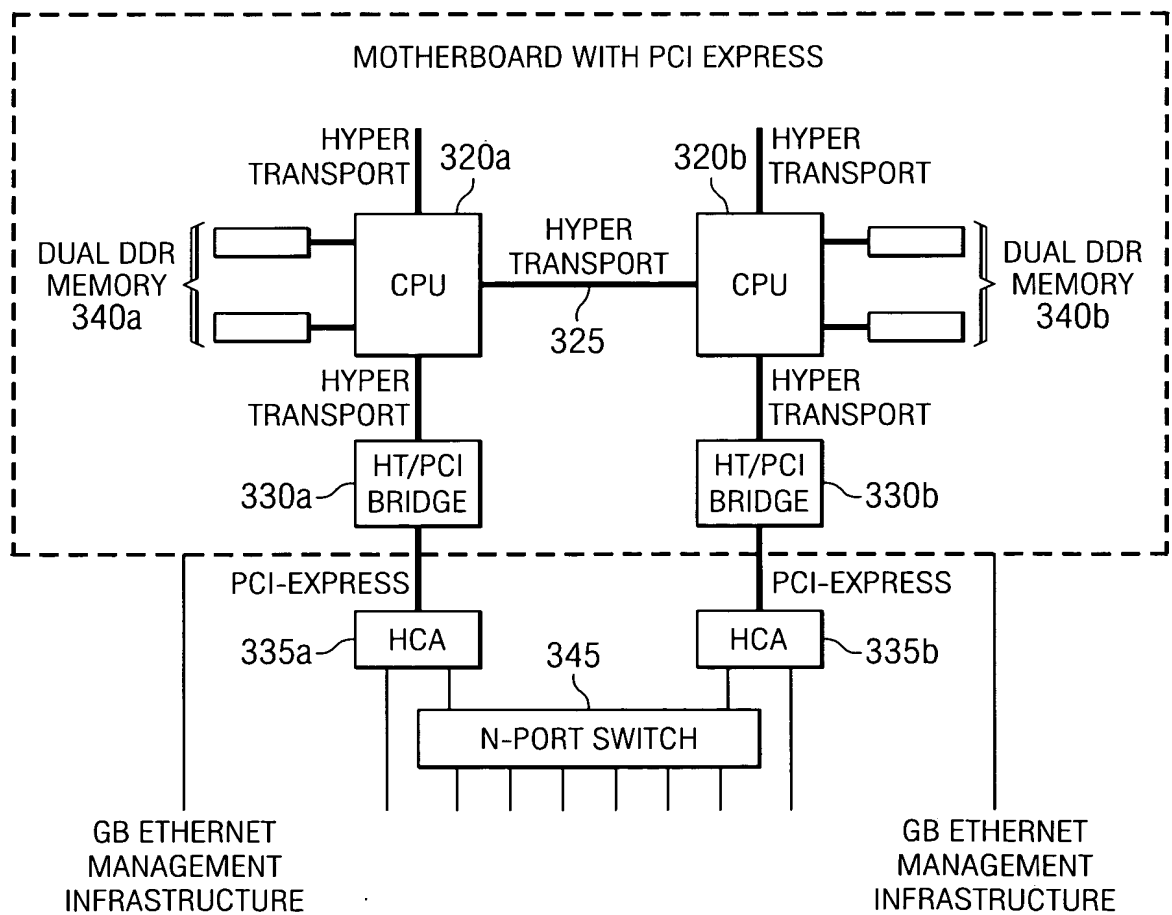 MOTHERBOARD WITH PCI EXPRESS
HYPER
TRANSPORT
320a
320b
HYPER
TRANSPORT
DUAL DDR
MEMORY
340a
CPU
HYPER
TRANSPORT
325
CPU
DUAL DDR
MEMORY
340b
HYPER
TRANSPORT
HYPER
TRANSPORT
330a
HT/PCI
BRIDGE
HT/PCI
BRIDGE
330b
PCI-EXPRESS
PCI-EXPRESS
335a
HCA
345
HCA
335b
N-PORT SWITCH
GB ETHERNET
MANAGEMENT
INFRASTRUCTURE
GB ETHERNET
MANAGEMENT
INFRASTRUCTURE